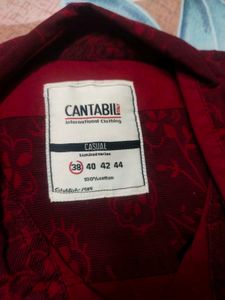 CANTABIL
International Clothing
CASUAL
Limited Series
38 40 42 44
100% cotton